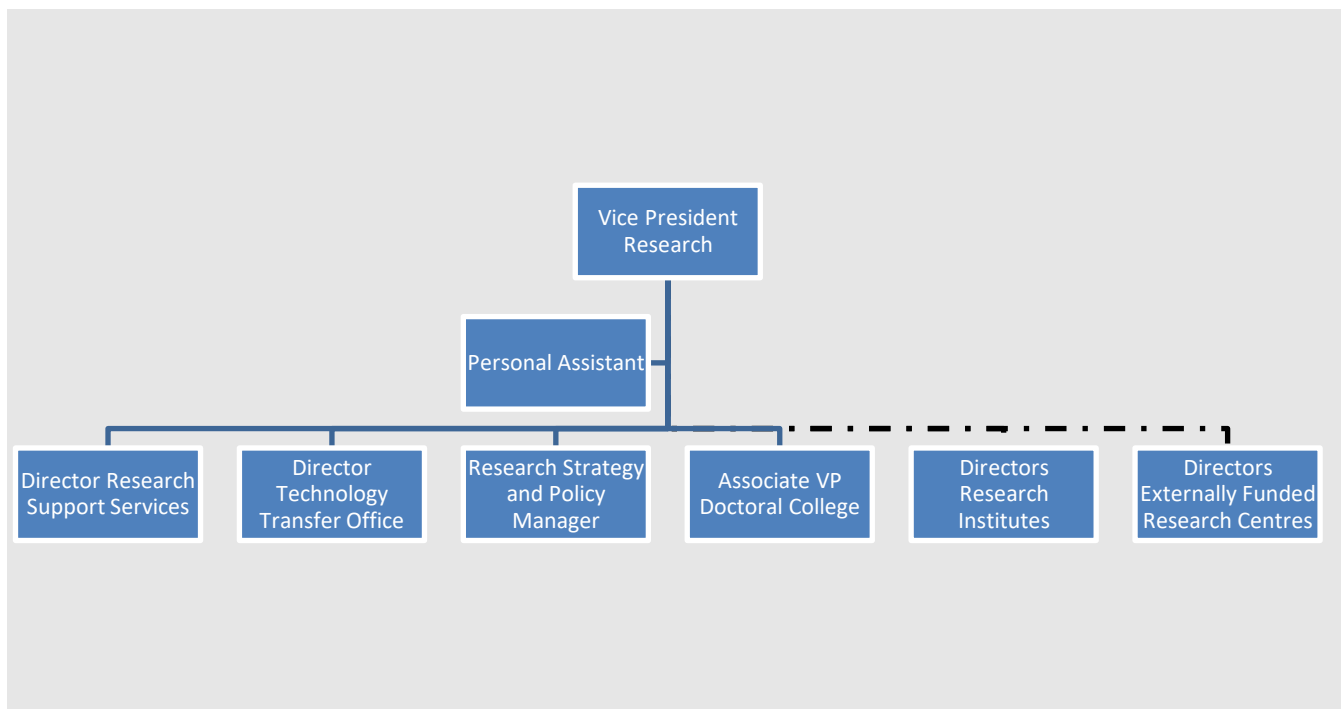 Vice President
Research
Personal Assistant
Director Research
Support Services
Director
Technology
Transfer Office
Research Strategy
and Policy
Manager
Associate VP
Doctoral College
Directors
Research
Institutes
Directors
Externally Funded
Research Centres